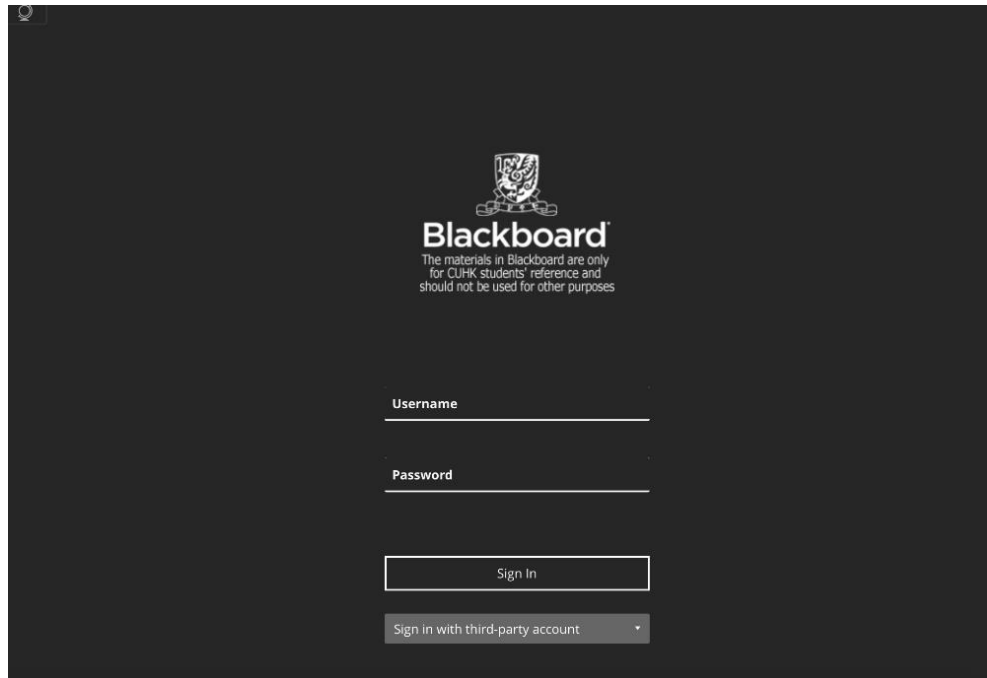 Blackboard
The materials in Blackboard are only
for CUHK students' reference and
should not be used for other purposes
Username
Password
Sign In
Sign in with third-party account